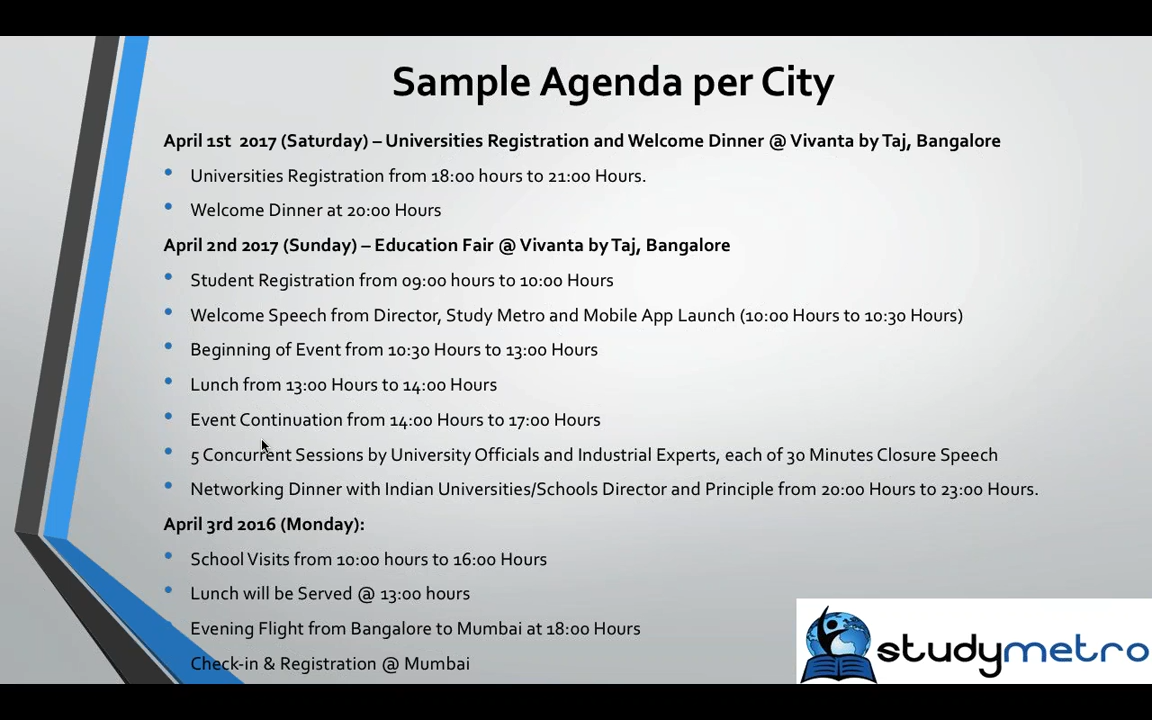 Sample Agenda per City
April 1st 2017 (Saturday) – Universities Registration and Welcome Dinner @ Vivanta by Taj, Bangalore
• Universities Registration from 18:00 hours to 21:00 Hours.
• Welcome Dinner at 20:00 Hours
April 2nd 2017 (Sunday) – Education Fair @ Vivanta by Taj, Bangalore
• Student Registration from 09:00 hours to 10:00 Hours
• Welcome Speech from Director, Study Metro and Mobile App Launch (10:00 Hours to 10:30 Hours)
• Beginning of Event from 10:30 Hours to 13:00 Hours
• Lunch from 13:00 Hours to 14:00 Hours
• Event Continuation from 14:00 Hours to 17:00 Hours
• 5 Concurrent Sessions by University Officials and Industrial Experts, each of 30 Minutes Closure Speech
• Networking Dinner with Indian Universities/Schools Director and Principle from 20:00 Hours to 23:00 Hours.
April 3rd 2016 (Monday):
• School Visits from 10:00 hours to 16:00 Hours
• Lunch will be Served @ 13:00 hours
• Evening Flight from Bangalore to Mumbai at 18:00 Hours
Check-in & Registration @ Mumbai
studymetro